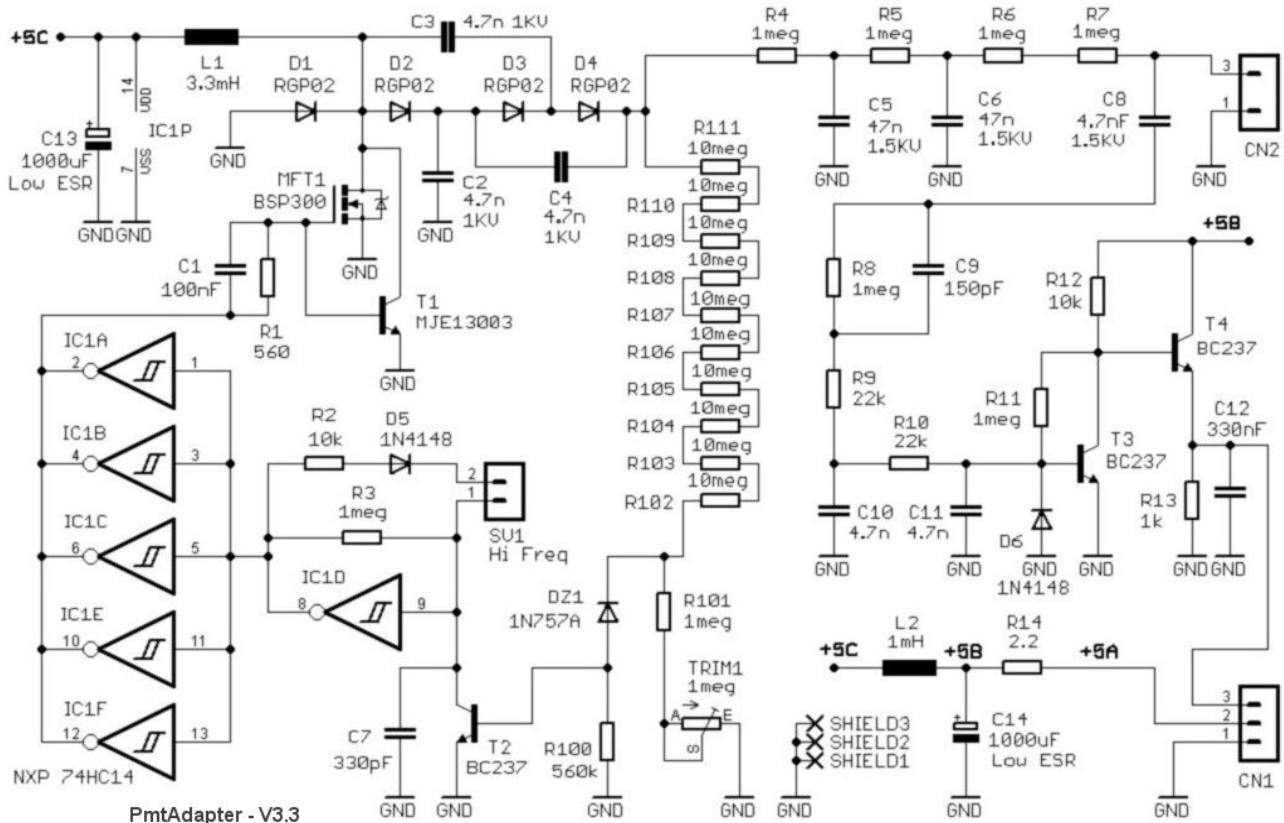 +5C
L1
3.3mH
C3
4.7n 1KV
D1
RGP02
D2
RGP02
D3
RGP02
D4
RGP02
R4
1meg
R5
1meg
R6
1meg
R7
1meg
3
1
CN2
C13
1000uF
Low ESR
14
VDD
IC1P
7
VSS
GND
GND
GND
MFT1
BSP300
C2
4.7n
1KV
GND
C4
4.7n
1KV
C5
47n
1.5KV
GND
C6
47n
1.5KV
GND
C8
4.7nF
1.5KV
GND
C1
100nF
R1
560
GND
T1
MJE13003
GND
R111
10meg
10meg
R110
10meg
R109
10meg
R108
10meg
R107
10meg
R106
10meg
R105
10meg
R104
10meg
R103
10meg
R102
R8
1meg
C9
150pF
R9
22k
R10
22k
R11
1meg
R12
10k
+5B
T4
BC237
T3
BC237
C12
330nF
R13
1k
C10
4.7n
C11
4.7n
D6
1N4148
GND
GND
GND
GND
GND
GND
IC1A
2
1
IC1B
4
3
IC1C
6
5
IC1E
10
11
IC1F
12
13
NXP 74HC14
R2
10k
D5
1N4148
R3
1meg
2
1
SV1
Hi Freq
IC1D
8
9
C7
330pF
GND
T2
BC237
GND
DZ1
1N757A
R100
560k
GND
R101
1meg
TRIM1
1meg
A
E
S
GND
SHIELD3
SHIELD2
SHIELD1
GND
+5C
L2
1mH
+5B
R14
2.2
+5A
C14
1000uF
Low ESR
GND
3
2
1
CN1
GND
PmtAdapter - V3.3